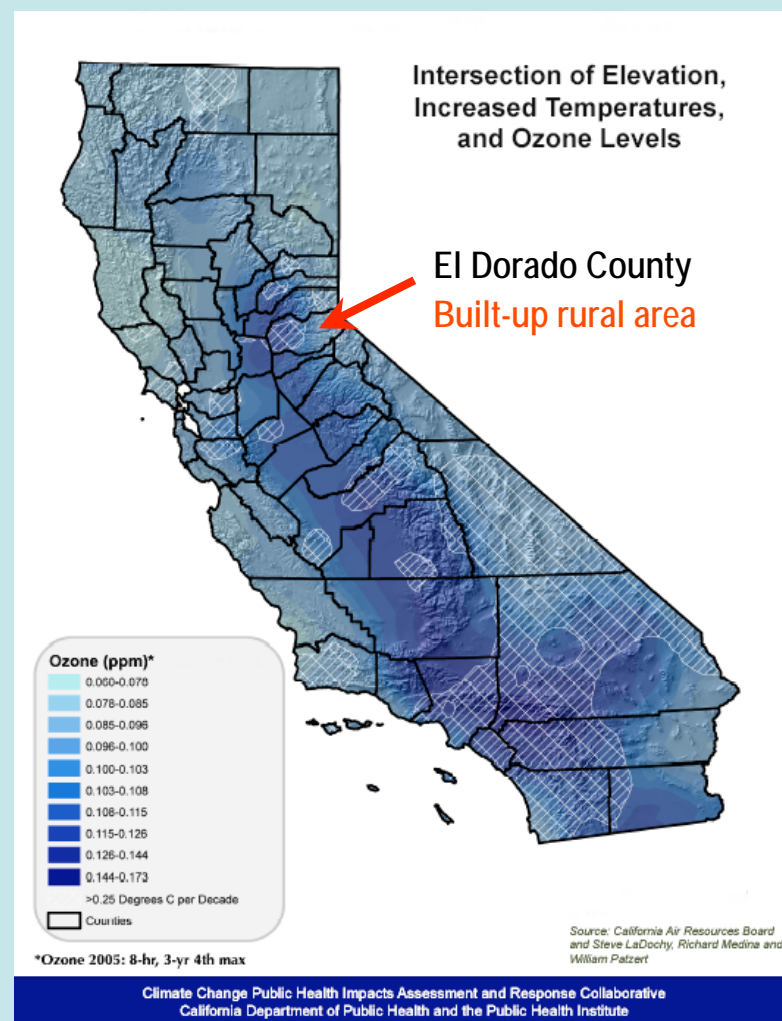 Intersection of Elevation,
Increased Temperatures,
and Ozone Levels
El Dorado County
Built-up rural area
Ozone (ppm)*
0.060-0.078
0.078-0.085
0.085-0.096
0.096-0.100
0.100-0.103
0.103-0.108
0.108-0.115
0.115-0.126
0.126-0.144
0.144-0.173
>0.25 Degrees C per Decade
Counties
*Ozone 2005: 8-hr, 3-yr 4th max
Source: California Air Resources Board
and Steve LaDochy, Richard Medina and
William Patzert
Climate Change Public Health Impacts Assessment and Response Collaborative
California Department of Public Health and the Public Health Institute